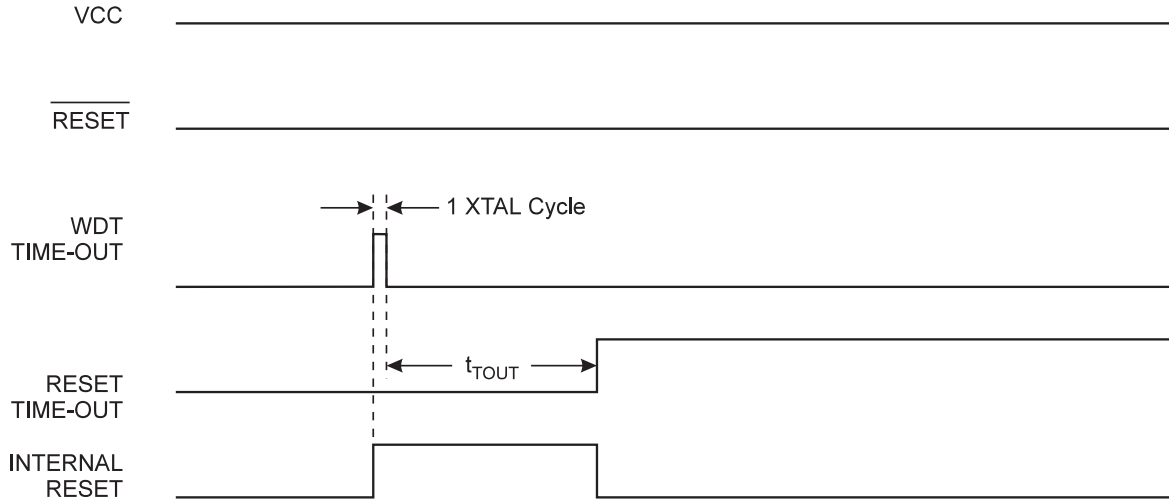 VCC
RESET
1 XTAL Cycle
WDT
TIME-OUT
tTOUT
RESET
TIME-OUT
INTERNAL
RESET